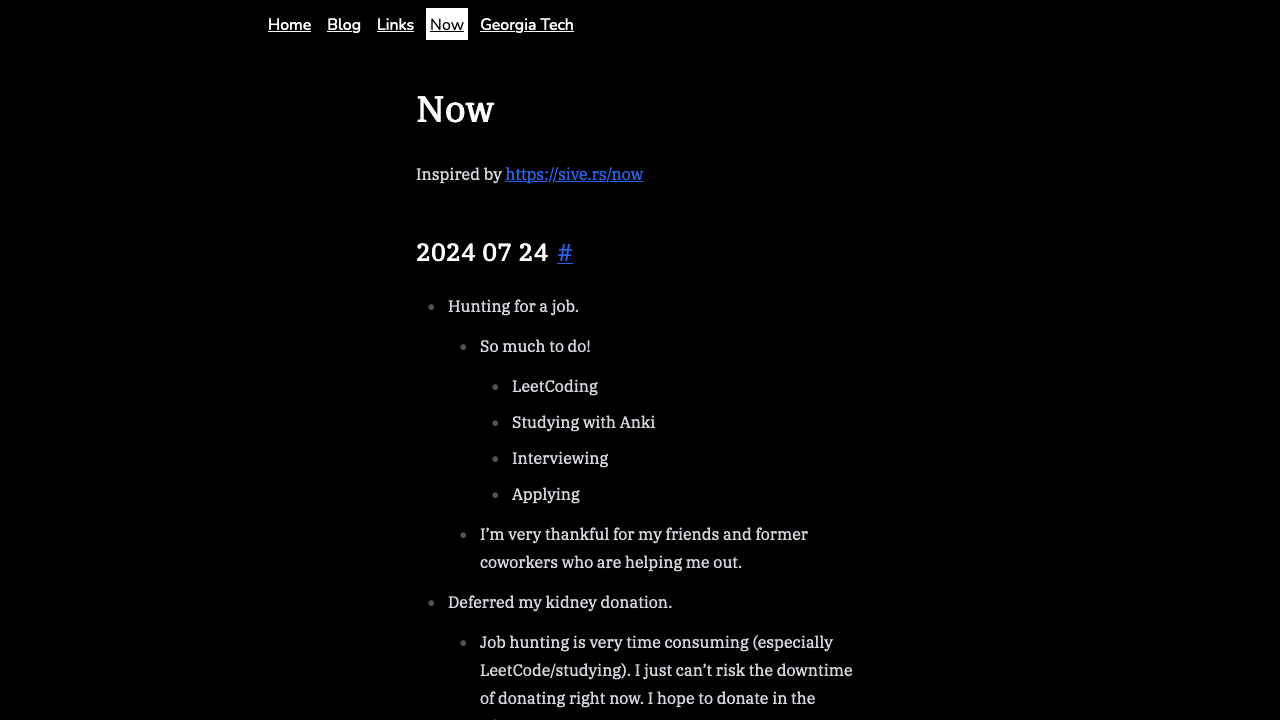 Home Blog Links Now Georgia Tech
Now
Inspired by https://sive.rs/now
2024 07 24 #
Hunting for a job.
So much to do!
LeetCoding
Studying with Anki
Interviewing
Applying
I’m very thankful for my friends and former
coworkers who are helping me out.
Deferred my kidney donation.
Job hunting is very time consuming (especially
LeetCode/studying). I just can’t risk the downtime
of donating right now. I hope to donate in the